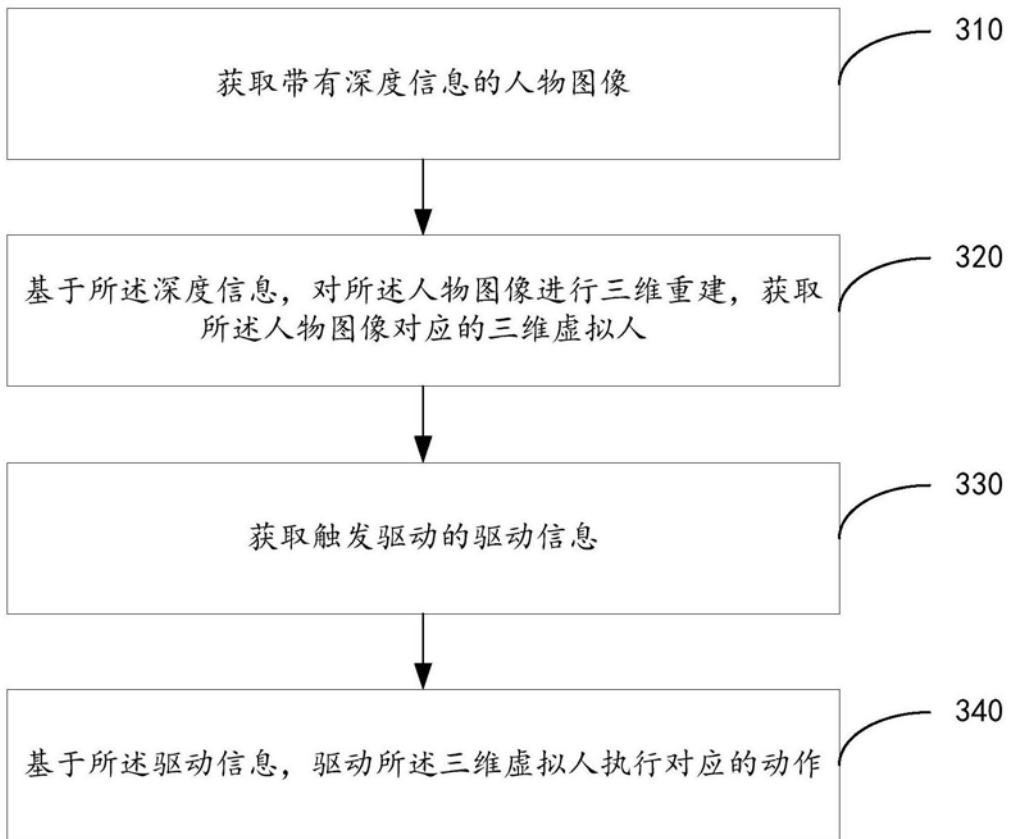 310
获取带有深度信息的人物图像
320
基于所述深度信息，对所述人物图像进行三维重建，获取
所述人物图像对应的三维虚拟人
330
获取触发驱动的驱动信息
340
基于所述驱动信息，驱动所述三维虚拟人执行对应的动作